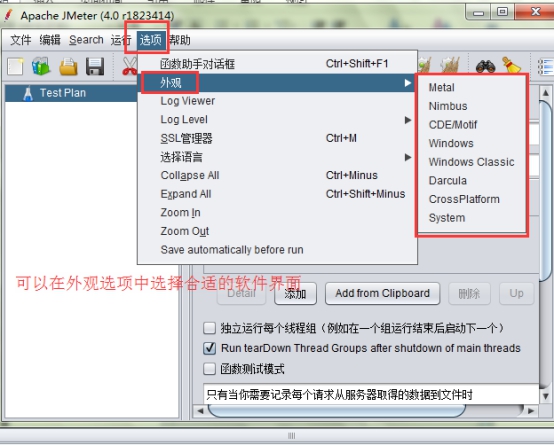 Apache JMeter (4.0 r1823414)
文件 编辑 Search 运行 选项 帮助
函数助手对话框 Ctrl+Shift+F1
外观
Log Viewer
Log Level
SSL管理器 Ctrl+M
选择语言
Collapse All Ctrl+Minus
Expand All Ctrl+Shift+Minus
Zoom In
Zoom Out
Save automatically before run
Metal
Nimbus
CDE/Motif
Windows
Windows Classic
Darcula
CrossPlatform
System
Test Plan
可以在外观选项中选择合适的软件界面
Detail 添加 Add from Clipboard 删除 Up
独立运行每个线程组（例如在一个组运行结束后启动下一个）
Run tearDown Thread Groups after shutdown of main threads
函数测试模式
只有当你需要记录每个请求从服务器取得的数据到文件时